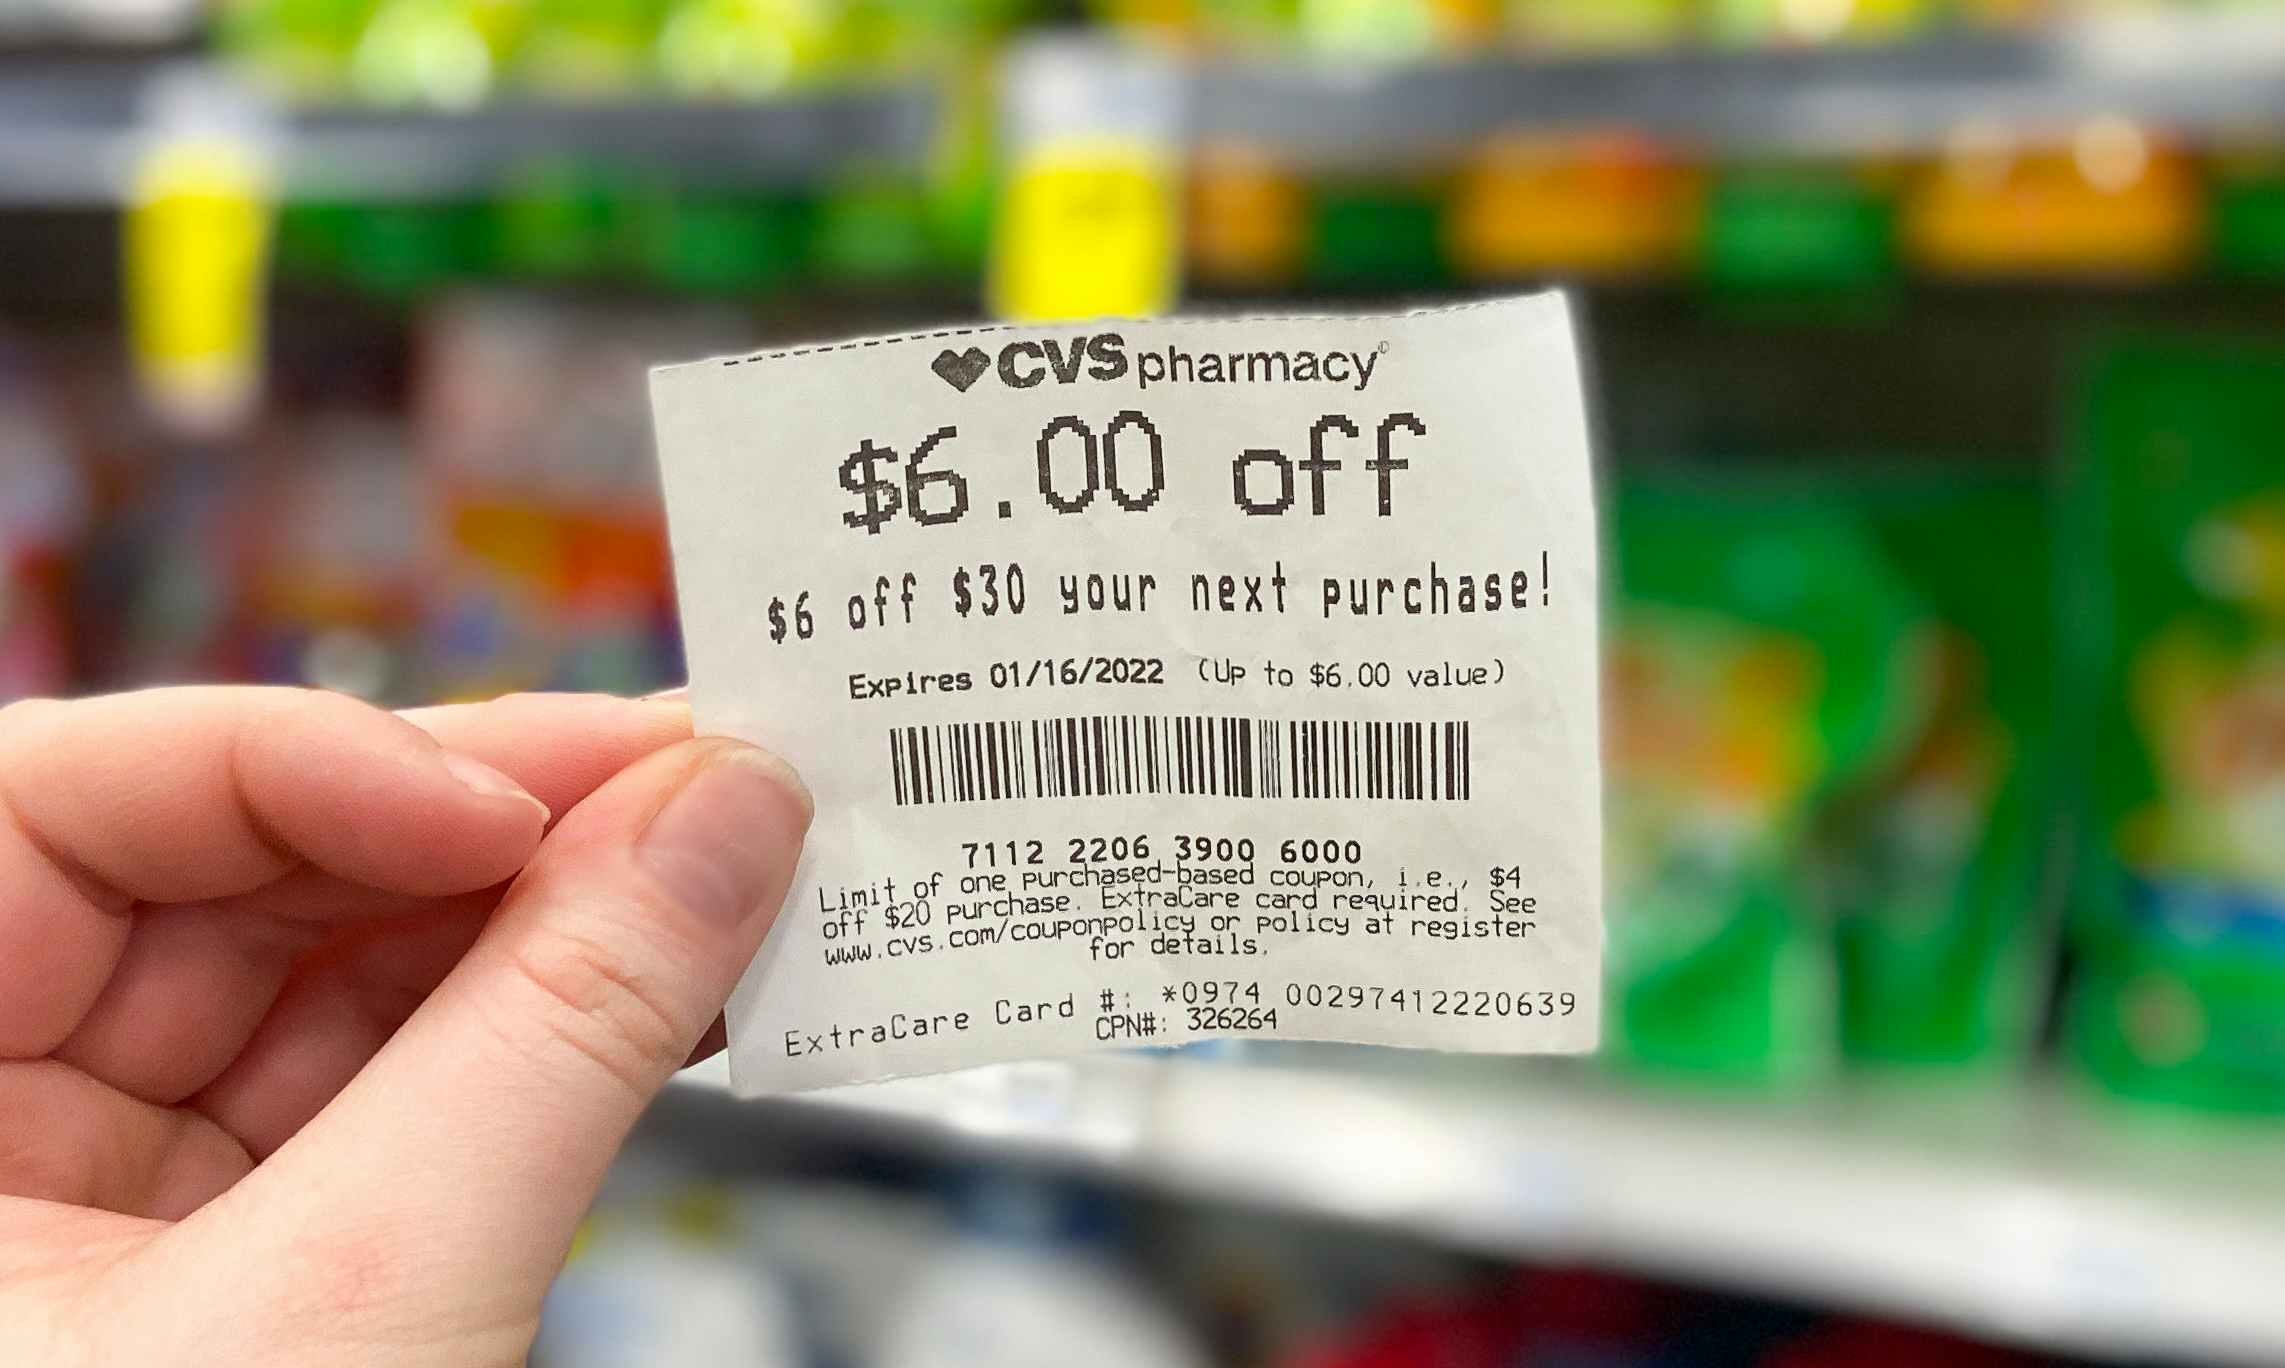 CVS pharmacy©
$6.00 off
$6 off $30 your next purchase!
Expires 01/16/2022 (Up to $6.00 value)
7112 2206 3900 6000
Limit of one purchased-based coupon, i.e., $4
off $20 purchase. ExtraCare card required. See
www.cvs.com/couponpolicy or policy at register
for details.
ExtraCare Card #: *0974 00297412220639
CPN#: 326264